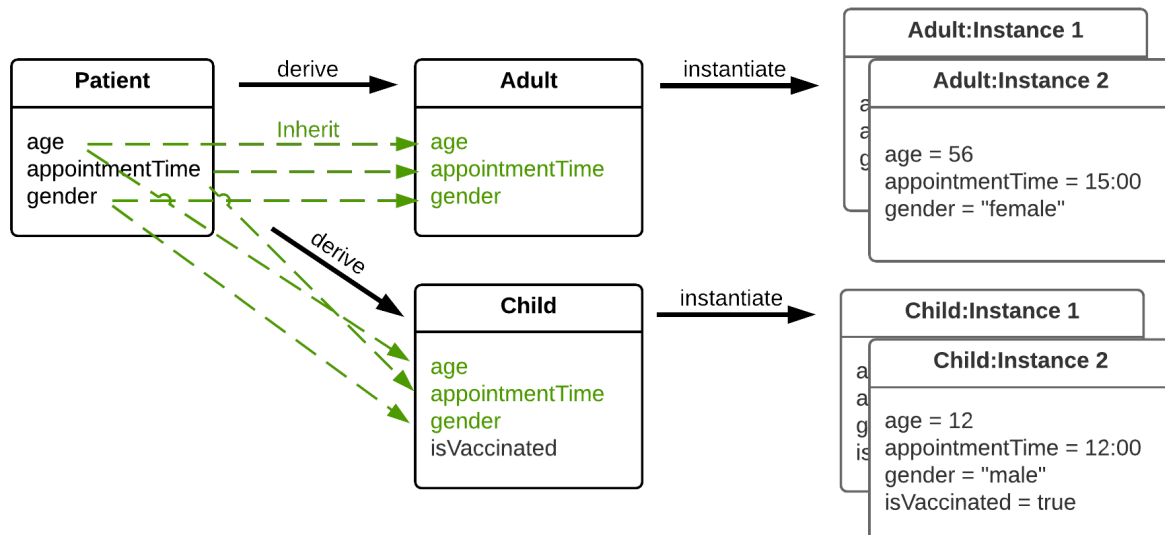 Patient
age
appointmentTime
gender
derive
Inherit
derive
Adult
age
appointmentTime
gender
Child
age
appointmentTime
gender
isVaccinated
instantiate
instantiate
Adult:Instance 1
a
a
g
Adult:Instance 2
age = 56
appointmentTime = 15:00
gender = "female"
Child:Instance 1
a
a
g
is
Child:Instance 2
age = 12
appointmentTime = 12:00
gender = "male"
isVaccinated = true